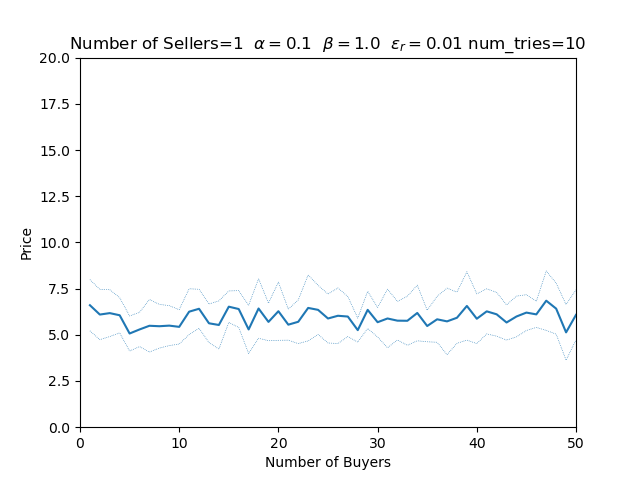 Number of Sellers=1 α = 0.1 β = 1.0 ε_r = 0.01 num_tries=10
20.0
17.5
15.0
12.5
10.0
7.5
5.0
2.5
0.0
Price
0 10 20 30 40 50
Number of Buyers